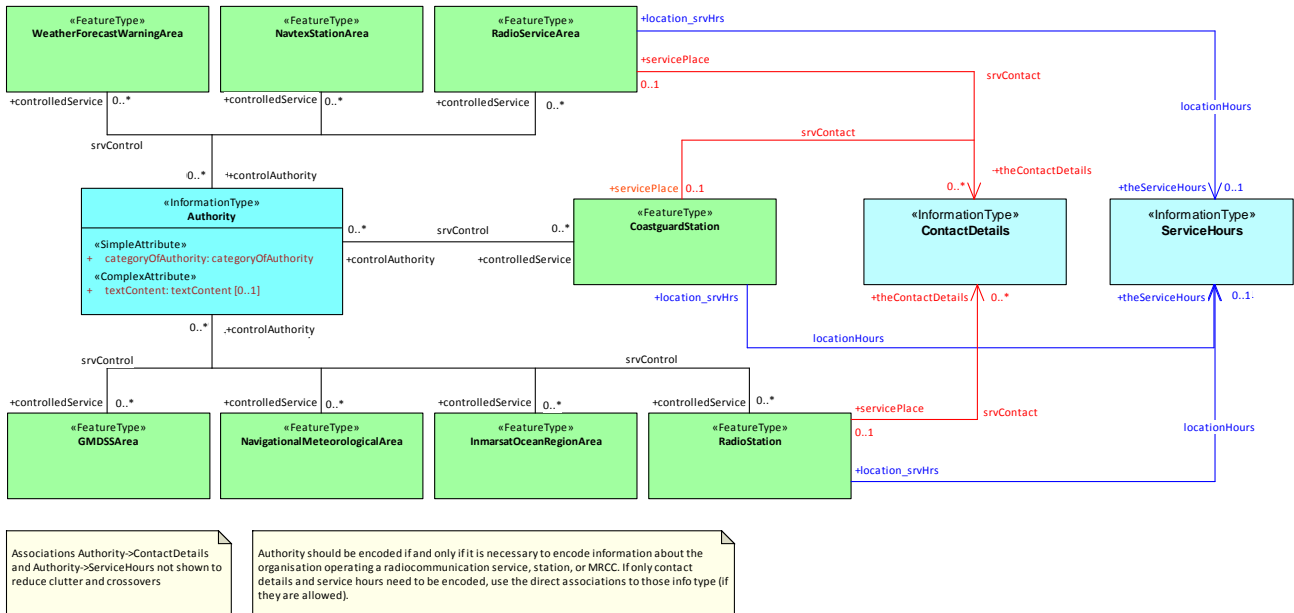 «FeatureType»
WeatherForecastWarningArea
«FeatureType»
NavtexStationArea
«FeatureType»
RadioServiceArea
+location_srvHrs
+servicePlace
0..1
srvContact
locationHours
+controlledService
0..*
+controlledService
0..*
+controlledService
0..*
srvControl
srvContact
0..*
+controlAuthority
+servicePlace
0..1
0..*
+theContactDetails
+theServiceHours
0..1
«InformationType»
Authority
«SimpleAttribute»
+ categoryOfAuthority: categoryOfAuthority
«ComplexAttribute»
+ textContent: textContent [0..1]
0..*
srvControl
0..*
+controlAuthority
+controlledService
«FeatureType»
CoastguardStation
«InformationType»
ContactDetails
«InformationType»
ServiceHours
+location_srvHrs
+theContactDetails
0..*
+theServiceHours
0..1.
0..*
+controlAuthority
locationHours
srvControl
srvControl
+controlledService
0..*
+controlledService
0..*
+controlledService
0..*
+controlledService
0..*
«FeatureType»
GMDSSArea
«FeatureType»
NavigationalMeteorologicalArea
«FeatureType»
InmarsatOceanRegionArea
«FeatureType»
RadioStation
+servicePlace
0..1
srvContact
locationHours
+location_srvHrs
Associations Authority->ContactDetails
and Authority->ServiceHours not shown to
reduce clutter and crossovers
Authority should be encoded if and only if it is necessary to encode information about the
organisation operating a radiocommunication service, station, or MRCC. If only contact
details and service hours need to be encoded, use the direct associations to those info type (if
they are allowed).